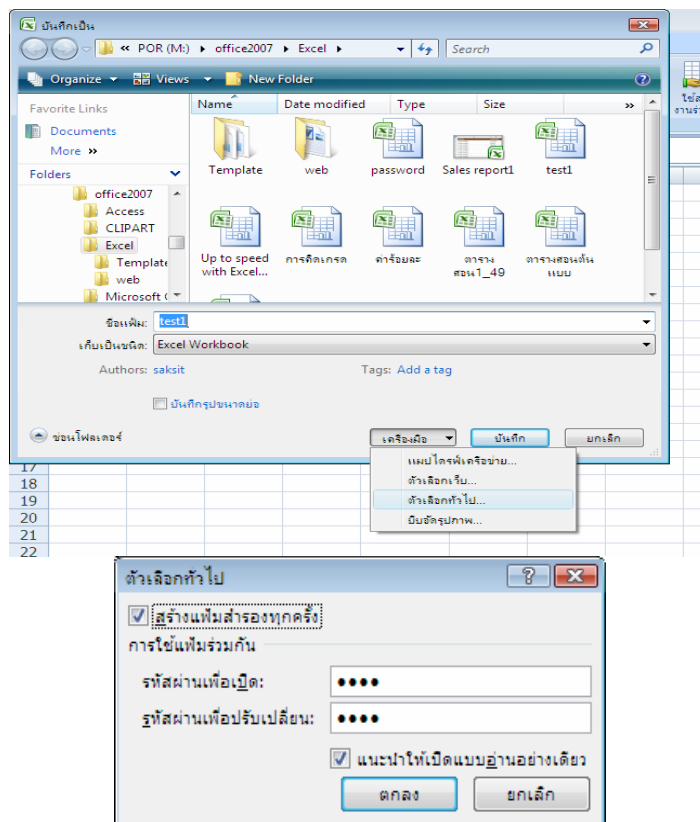 บันทึกเป็น
« POR (M:) ▸ office2007 ▸ Excel ▸
Search
Organize Views New Folder
Favorite Links
Documents
More »
Folders
office2007
Access
CLIPART
Excel
Template
web
Microsoft
Name Date modified Type Size »
Template web password Sales report1 test1
Up to speed with Excel... การคิดเกรด ค่าร้อยละ ตาราง ตารางสอนต้น
สอน1_49 แบบ
ชื่อแฟ้ม: test1
เก็บเป็นชนิด: Excel Workbook
Authors: saksit Tags: Add a tag
บันทึกรูปขนาดย่อ
ซ่อนโฟลเดอร์ เครื่องมือ บันทึก ยกเลิก
แมปไดรฟ์เครือข่าย...
ตัวเลือกเว็บ...
ตัวเลือกทั่วไป...
บีบอัดรูปภาพ...
17
18
19
20
21
22
ตัวเลือกทั่วไป
สร้างแฟ้มสำรองทุกครั้ง
การใช้แฟ้มร่วมกัน
รหัสผ่านเพื่อเปิด: ●●●●
รหัสผ่านเพื่อปรับเปลี่ยน: ●●●●
แนะนำให้เปิดแบบอ่านอย่างเดียว
ตกลง ยกเลิก